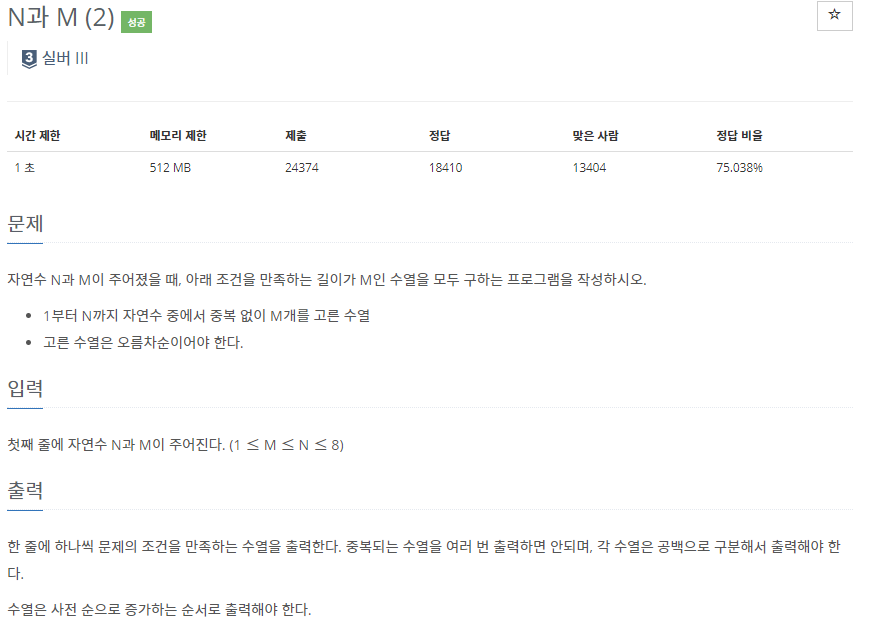 N과 M (2) 성공
3 실버 III
시간 제한 메모리 제한 제출 정답 맞은 사람 정답 비율
1 초 512 MB 24374 18410 13404 75.038%
문제
자연수 N과 M이 주어졌을 때, 아래 조건을 만족하는 길이가 M인 수열을 모두 구하는 프로그램을 작성하시오.
• 1부터 N까지 자연수 중에서 중복 없이 M개를 고른 수열
• 고른 수열은 오름차순이어야 한다.
입력
첫째 줄에 자연수 N과 M이 주어진다. (1 ≤ M ≤ N ≤ 8)
출력
한 줄에 하나씩 문제의 조건을 만족하는 수열을 출력한다. 중복되는 수열을 여러 번 출력하면 안되며, 각 수열은 공백으로 구분해서 출력해야 한
다.
수열은 사전 순으로 증가하는 순서로 출력해야 한다.